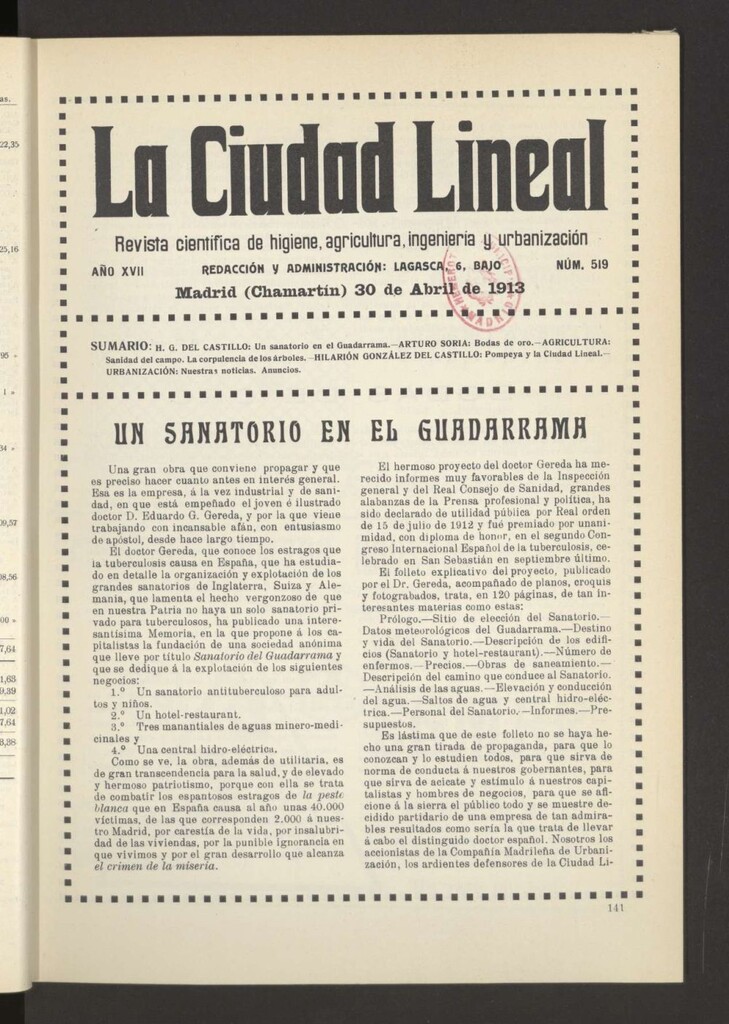 La Ciudad Lineal
Revista científica de higiene, agricultura, ingeniería y urbanización
AÑO XVII REDACCIÓN Y ADMINISTRACIÓN: LAGASCA, 6, BAJO NÚM. 519
Madrid (Chamartín) 30 de Abril de 1913
SUMARIO: H. G. DEL CASTILLO: Un sanatorio en el Guadarrama.—ARTURO SORIA: Bodas de oro.—AGRICULTURA:
Sanidad del campo. La corpulencia de los árboles.—HILARIÓN GONZÁLEZ DEL CASTILLO: Pompeya y la Ciudad Lineal.—
URBANIZACIÓN: Nuestras noticias. Anuncios.
UN SANATORIO EN EL GUADARRAMA
Una gran obra que conviene propagar y que
es preciso hacer cuanto antes en interés general.
Esa es la empresa, á la vez industrial y de sani-
dad, en que está empeñado el joven é ilustrado
doctor D. Eduardo G. Gereda, y por la que viene
trabajando con incansable afán, con entusiasmo
de apóstol, desde hace largo tiempo.
El doctor Gereda, que conoce los estragos que
la tuberculosis causa en España, que ha estudia-
do en detalle la organización y explotación de los
grandes sanatorios de Inglaterra, Suiza y Ale-
mania, que lamenta el hecho vergonzoso de que
en nuestra Patria no haya un solo sanatorio pri-
vado para tuberculosos, ha publicado una intere-
santísima Memoria, en la que propone á los ca-
pitalistas la fundación de una sociedad anónima
que lleve por título Sanatorio del Guadarrama y
que se dedique á la explotación de los siguientes
negocios:
1.º Un sanatorio antituberculoso para adul-
tos y niños.
2.º Un hotel-restaurant.
3.º Tres manantiales de aguas minero-medi-
cinales y
4.º Una central hidro-eléctrica.
Como se ve, la obra, además de utilitaria, es
de gran transcendencia para la salud, y de elevado
y hermoso patriotismo, porque con ella se trata
de combatir los espantosos estragos de la peste
blanca que en España causa al año unas 40.000
víctimas, de las que corresponden 2.000 á nues-
tro Madrid, por carestía de la vida, por insalubri-
dad de las viviendas, por la punible ignorancia en
que vivimos y por el gran desarrollo que alcanza
el crimen de la miseria.
El hermoso proyecto del doctor Gereda ha me-
recido informes muy favorables de la Inspección
general y del Real Consejo de Sanidad, grandes
alabanzas de la Prensa profesional y política, ha
sido declarado de utilidad pública por Real orden
de 15 de julio de 1912 y fué premiado por unani-
midad, con diploma de honor, en el segundo Con-
greso Internacional Español de la tuberculosis, ce-
lebrado en San Sebastián en septiembre último.
El folleto explicativo del proyecto, publicado
por el Dr. Gereda, acompañado de planos, croquis
y fotograbados, trata, en 120 páginas, de tan in-
teresantes materias como estas:
Prólogo.—Sitio de elección del Sanatorio.—
Datos meteorológicos del Guadarrama.—Destino
y vida del Sanatorio.—Descripción de los edifi-
cios (Sanatorio y hotel-restaurant).—Número de
enfermos.—Precios.—Obras de saneamiento.—
Descripción del camino que conduce al Sanatorio.
—Análisis de las aguas.—Elevación y conducción
del agua.—Saltos de agua y central hidro-eléc-
trica.—Personal del Sanatorio.—Informes.—Pre-
supuestos.
Es lástima que de este folleto no se haya he-
cho una gran tirada de propaganda, para que lo
conozcan y lo estudien todos, para que sirva de
norma de conducta á nuestros gobernantes, para
que sirva de acicate y estímulo á nuestros capi-
talistas y hombres de negocios, para que se afi-
cione á la sierra el público todo y se muestre de-
cidido partidario de una empresa de tan admira-
bles resultados como sería la que trata de llevar
á cabo el distinguido doctor español. Nosotros los
accionistas de la Compañía Madrileña de Urbani-
zación, los ardientes defensores de la Ciudad Li-
141